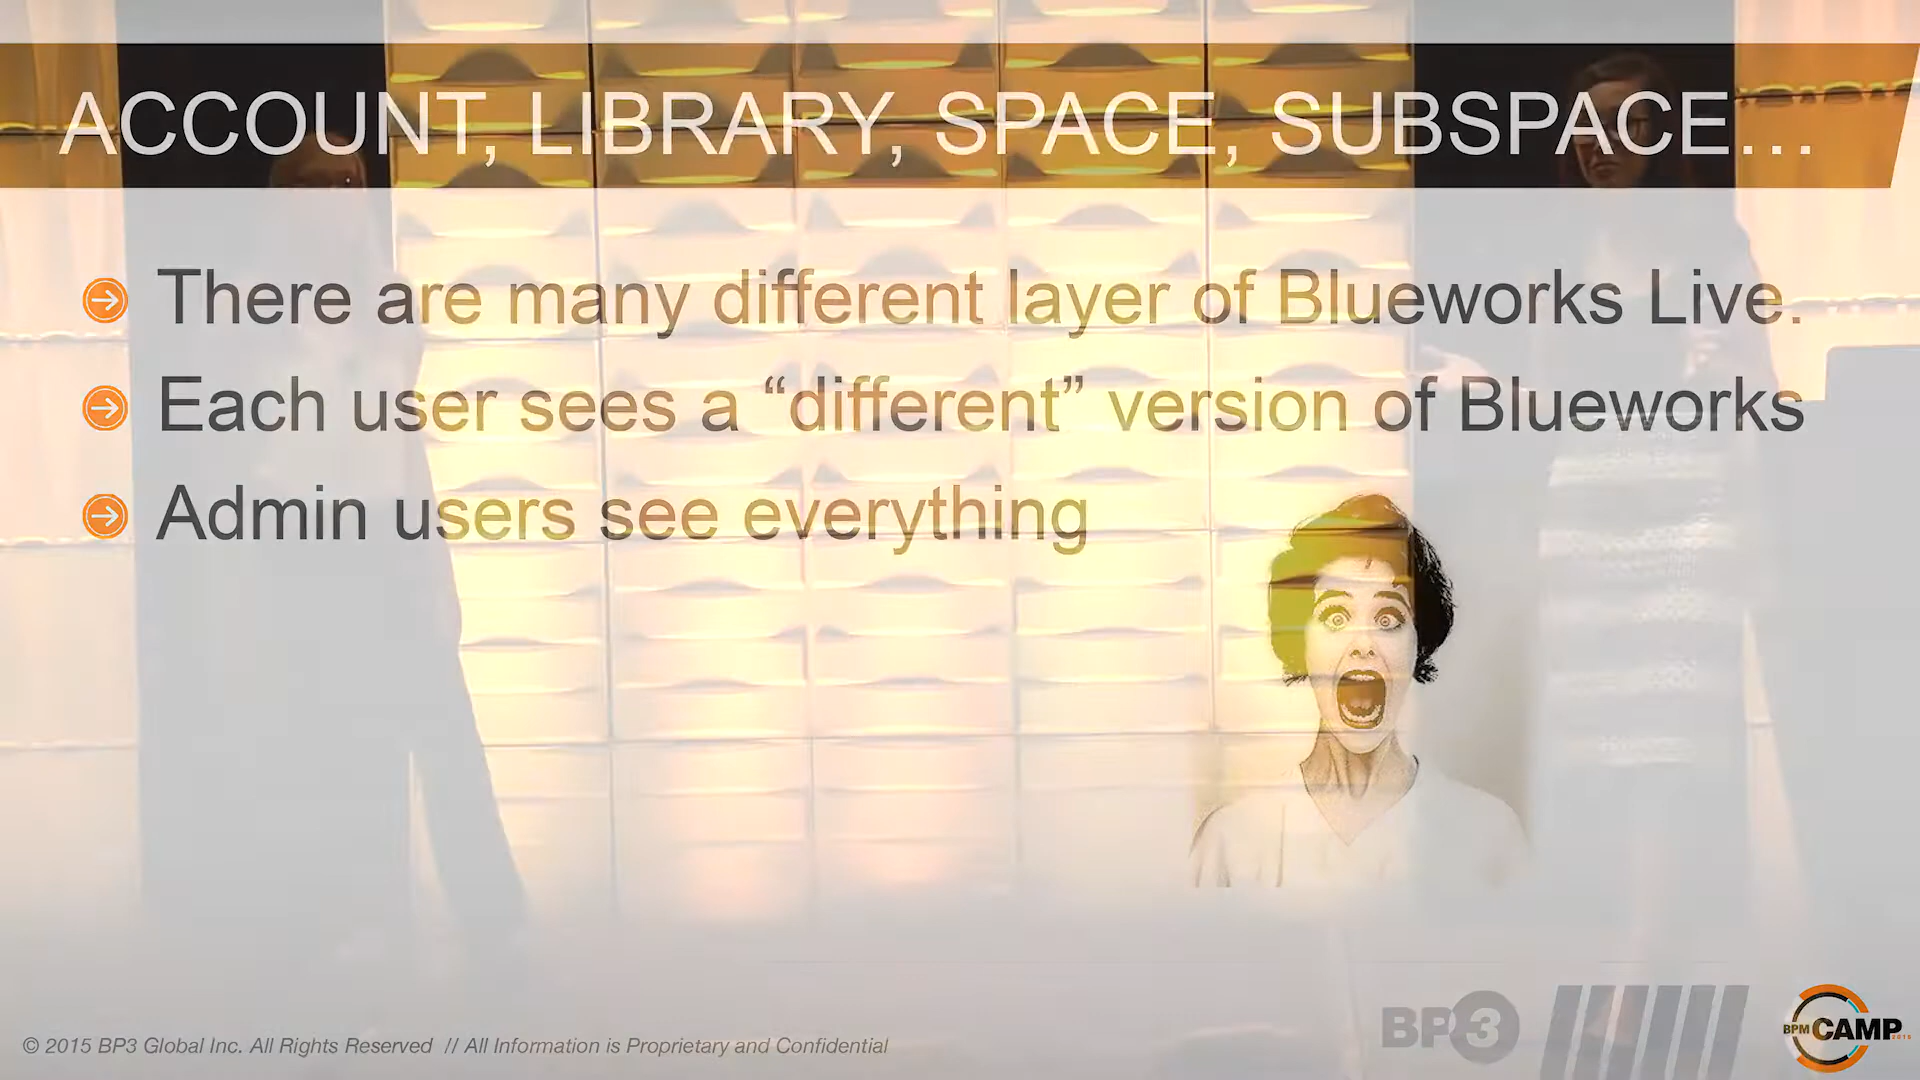 ACCOUNT, LIBRARY, SPACE, SUBSPACE…
There are many different layer of Blueworks Live.
Each user sees a “different” version of Blueworks
Admin users see everything
© 2015 BP3 Global Inc. All Rights Reserved // All Information is Proprietary and Confidential
BP3
BPM CAMP 2015